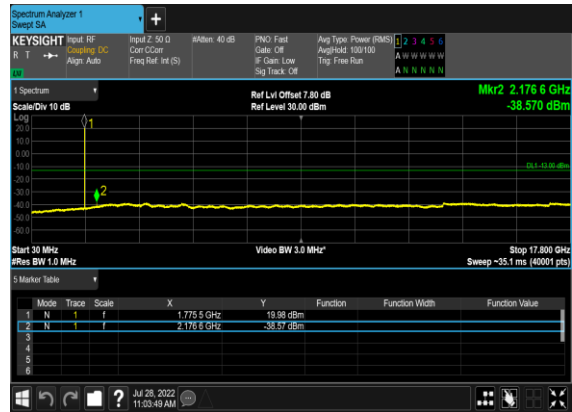 Spectrum Analyzer 1
Swept SA
KEYSIGHT Input: RF Input Z: 50 Ω #Atten: 40 dB PNO: Fast Avg Type: Power (RMS) 1 2 3 4 5 6
R T Coupling: DC Corr CCorr Gate: Off Avg|Hold: 100/100 A W W W W W
Align: Auto Freq Ref: Int (S) IF Gain: Low Trig: Free Run
Sig Track: Off A N N N N N
1 Spectrum Ref Lvl Offset 7.80 dB Mkr2 2.176 6 GHz
Scale/Div 10 dB Ref Level 30.00 dBm -38.570 dBm
Log
20.0
10.0
0.00
-10.0
DL1 -13.00 dBm
-20.0
-30.0
-40.0
-50.0
-60.0
1
2
Start 30 MHz Video BW 3.0 MHz* Stop 17.800 GHz
#Res BW 1.0 MHz Sweep ~35.1 ms (40001 pts)
5 Marker Table
Mode Trace Scale X Y Function Function Width Function Value
1 N 1 f 1.775 5 GHz 19.98 dBm
2 N 1 f 2.176 6 GHz -38.57 dBm
3
4
5
6
? Jul 28, 2022
11:03:49 AM